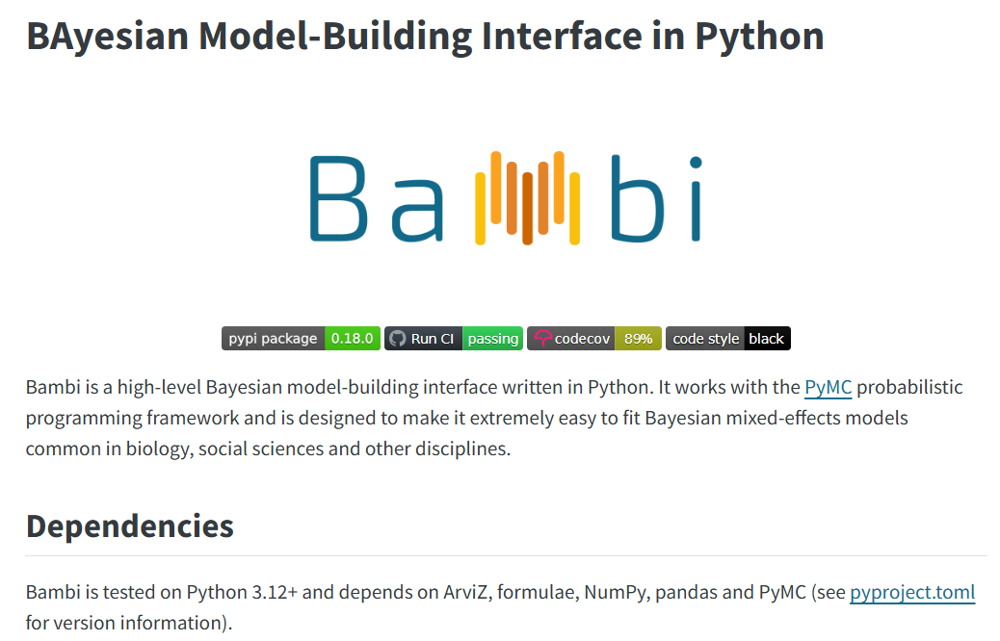 BAyesian Model-Building Interface in Python
Bambi
pypi package 0.18.0 Run CI passing codecov 89% code style black
Bambi is a high-level Bayesian model-building interface written in Python. It works with the PyMC probabilistic
programming framework and is designed to make it extremely easy to fit Bayesian mixed-effects models
common in biology, social sciences and other disciplines.
Dependencies
Bambi is tested on Python 3.12+ and depends on ArviZ, formulae, NumPy, pandas and PyMC (see pyproject.toml
for version information).